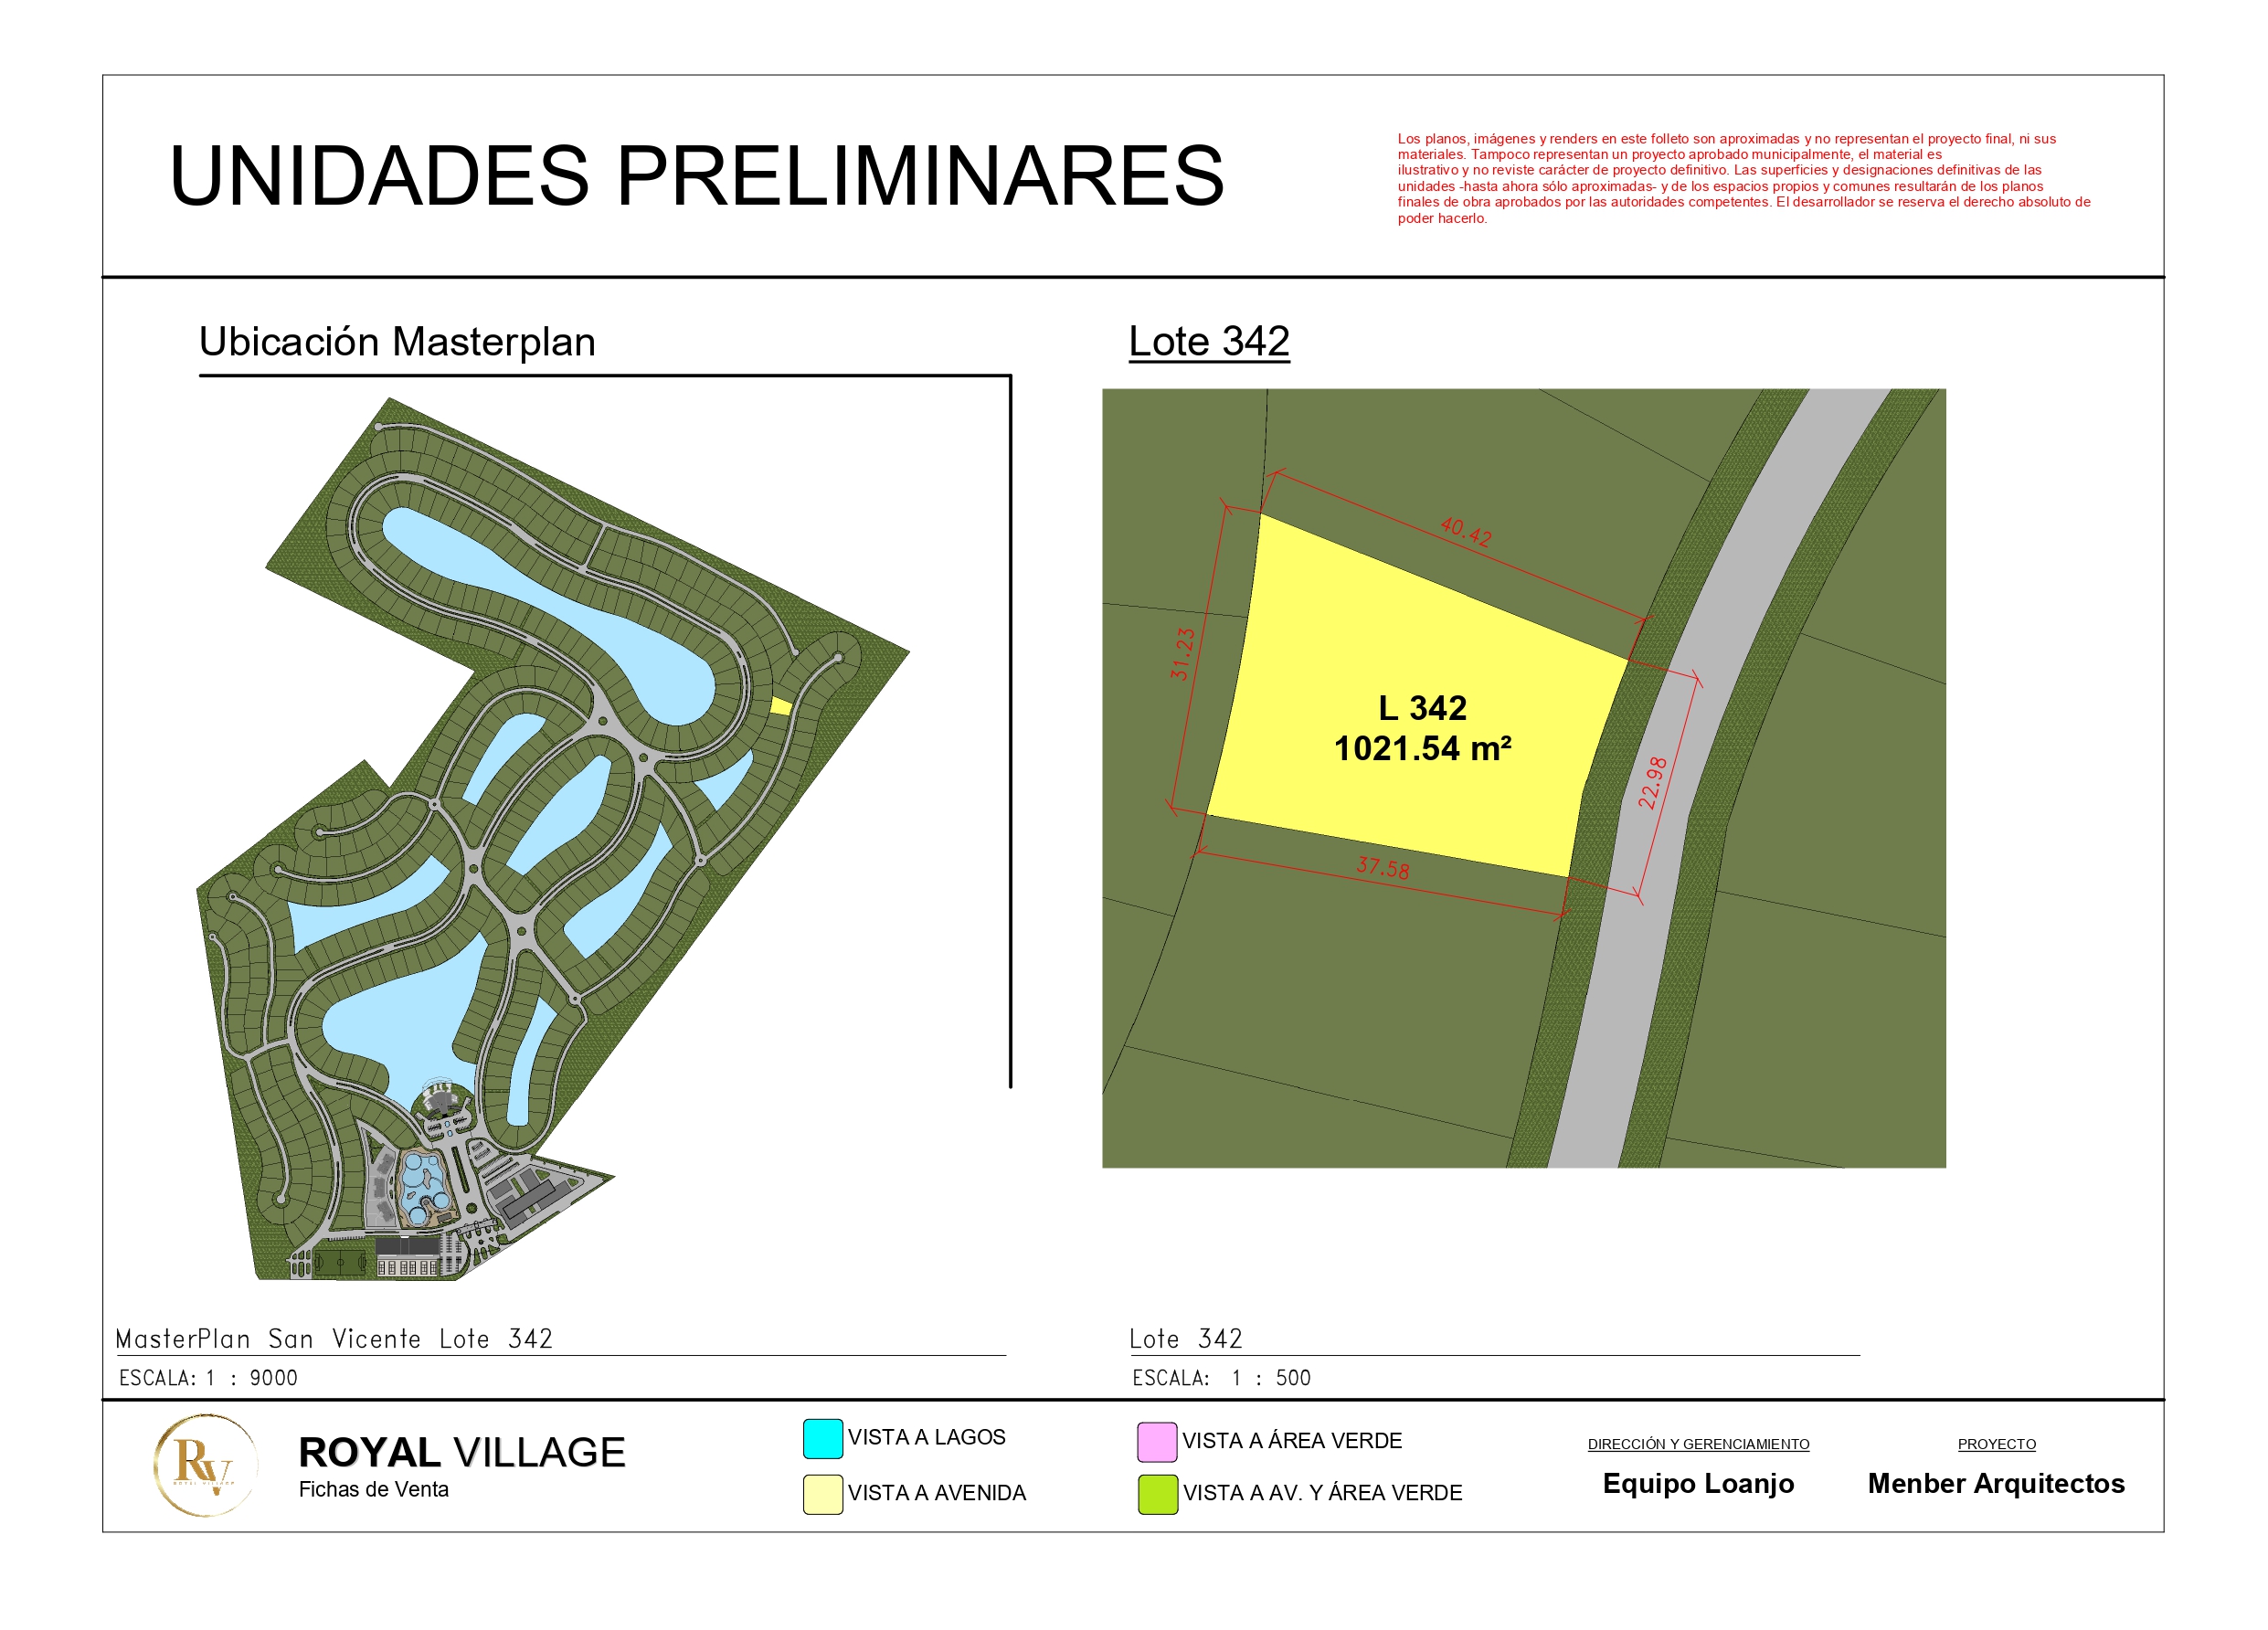 UNIDADES PRELIMINARES
Los planos, imágenes y renders en este folleto son aproximadas y no representan el proyecto final, ni sus
materiales. Tampoco representan un proyecto aprobado municipalmente, el material es
ilustrativo y no reviste carácter de proyecto definitivo. Las superficies y designaciones definitivas de las
unidades -hasta ahora sólo aproximadas- y de los espacios propios y comunes resultarán de los planos
finales de obra aprobados por las autoridades competentes. El desarrollador se reserva el derecho absoluto de
poder hacerlo.
Ubicación Masterplan
Lote 342
40.42
31.23
L 342
1021.54 m²
22.98
37.58
MasterPlan San Vicente Lote 342
ESCALA: 1 : 9000
Lote 342
ESCALA: 1 : 500
RV
ROYAL VILLAGE
ROYAL VILLAGE
Fichas de Venta
VISTA A LAGOS
VISTA A AVENIDA
VISTA A ÁREA VERDE
VISTA A AV. Y ÁREA VERDE
DIRECCIÓN Y GERENCIAMIENTO
Equipo Loanjo
PROYECTO
Menber Arquitectos